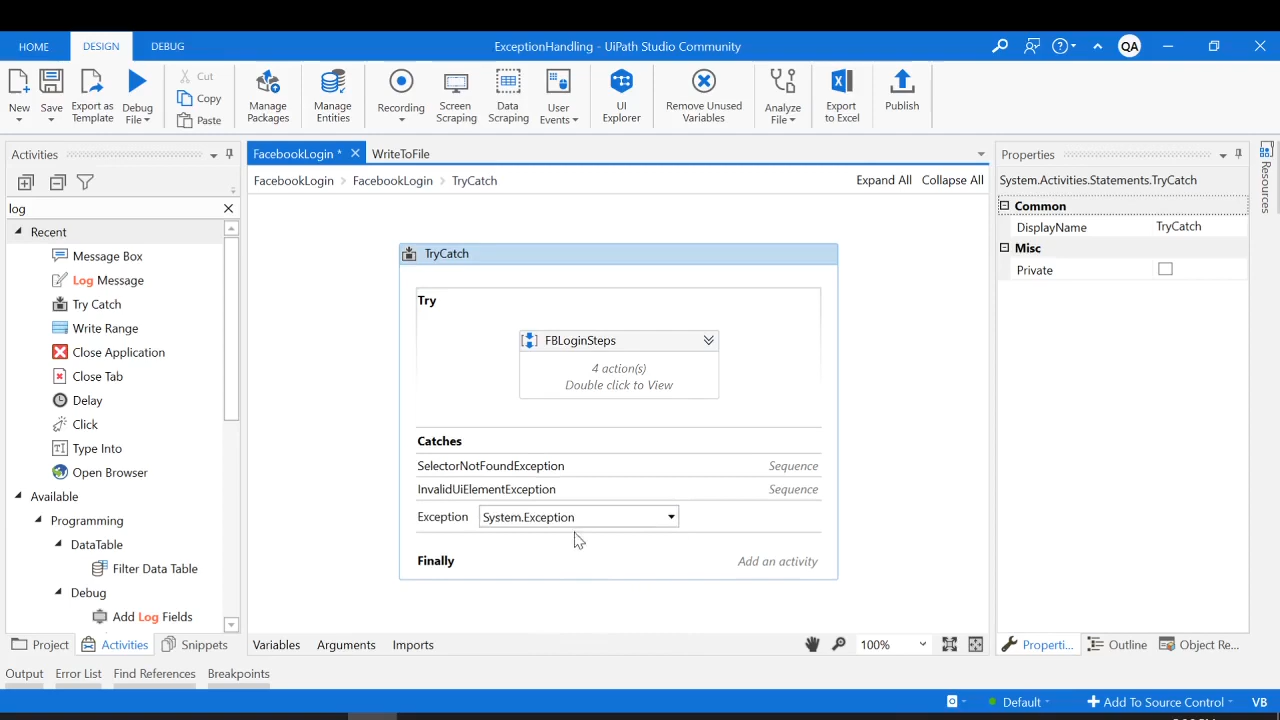 HOME
DESIGN
DEBUG
ExceptionHandling - UiPath Studio Community
QA
New
Save
Export as Template
Debug File
Cut
Copy
Paste
Manage Packages
Manage Entities
Recording
Screen Scraping
Data Scraping
User Events
UI Explorer
Remove Unused Variables
Analyze File
Export to Excel
Publish
Activities
FacebookLogin *
WriteToFile
Properties
Resources
FacebookLogin > FacebookLogin > TryCatch
Expand All
Collapse All
System.Activities.Statements.TryCatch
log
Common
DisplayName
TryCatch
Misc
Private
Recent
Message Box
Log Message
Try Catch
Write Range
Close Application
Close Tab
Delay
Click
Type Into
Open Browser
Available
Programming
DataTable
Filter Data Table
Debug
Add Log Fields
TryCatch
Try
FBLoginSteps
4 action(s)
Double click to View
Catches
SelectorNotFoundException
Sequence
InvalidUiElementException
Sequence
Exception
System.Exception
Finally
Add an activity
Project
Activities
Snippets
Variables
Arguments
Imports
100%
Properti...
Outline
Object Re...
Output
Error List
Find References
Breakpoints
Default
Add To Source Control
VB